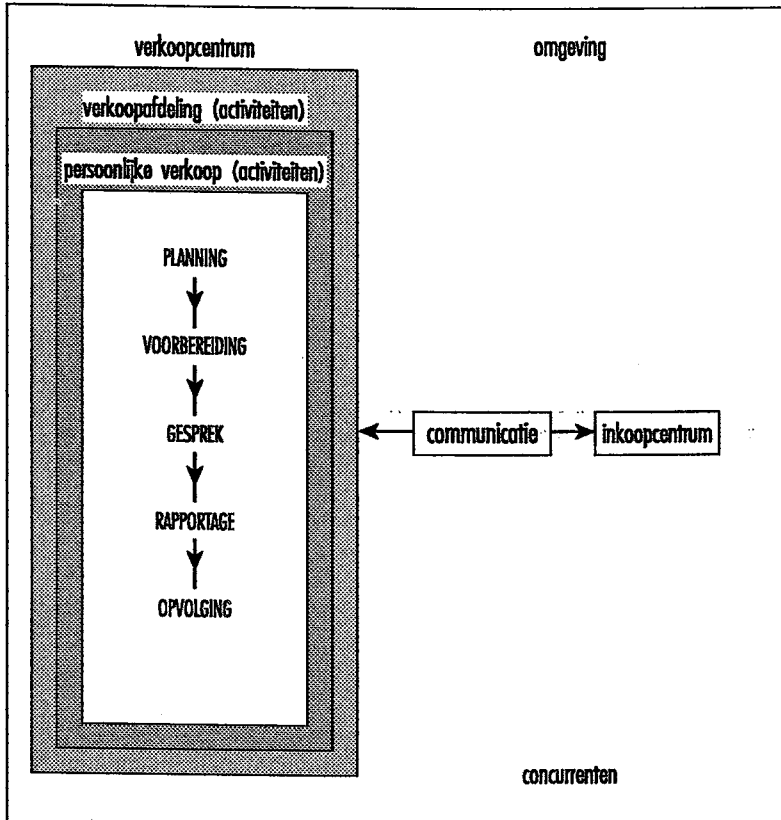 verkoopcentrum
omgeving
verkoopafdeling (activiteiten)
persoonlijke verkoop (activiteiten)
PLANNING
VOORBEREIDING
GESPREK
communicatie
inkoopcentrum
RAPPORTAGE
OPVOLGING
concurrenten